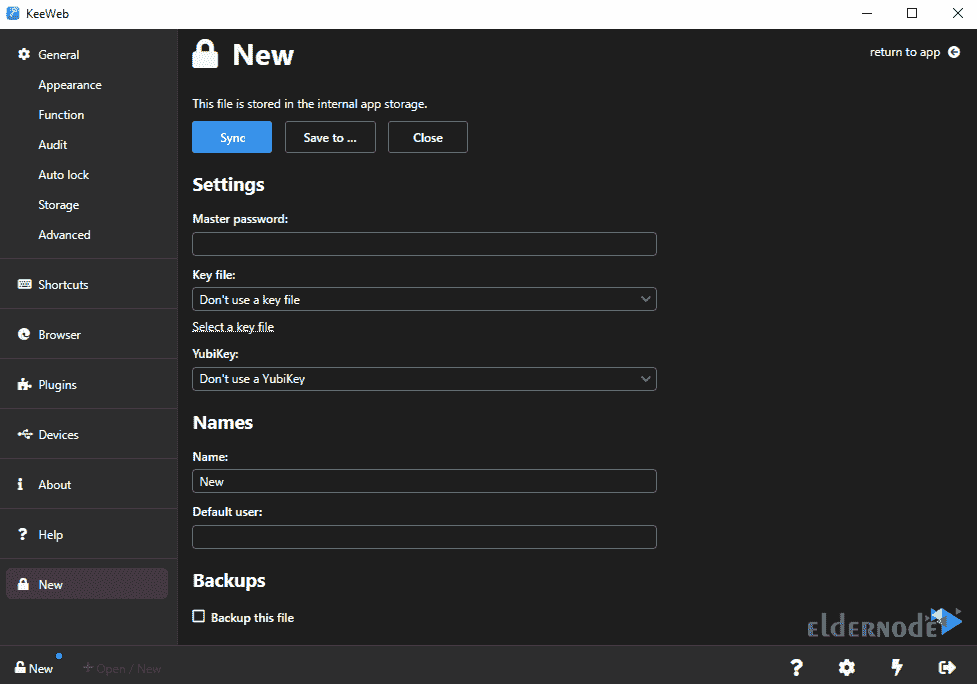 KeeWeb
General
Appearance
Function
Audit
Auto lock
Storage
Advanced
Shortcuts
Browser
Plugins
Devices
About
Help
New
New
return to app
This file is stored in the internal app storage.
Sync
Save to ...
Close
Settings
Master password:
Key file:
Don't use a key file
Select a key file
YubiKey:
Don't use a YubiKey
Names
Name:
New
Default user:
Backups
Backup this file
ELDERNODE
New
+ Open / New